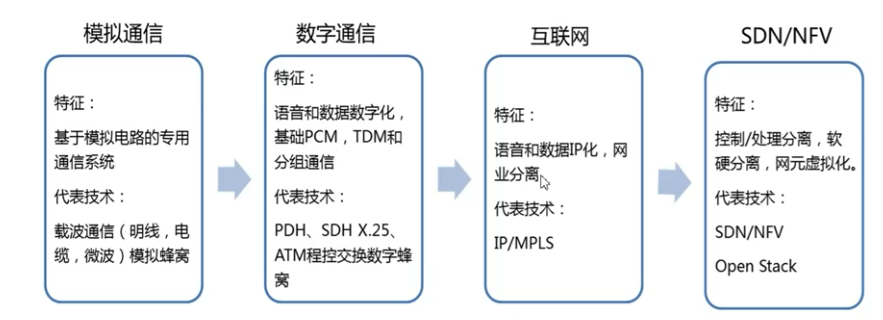 模拟通信
特征：
基于模拟电路的专用
通信系统
代表技术：
载波通信（明线，电
缆，微波）模拟蜂窝
数字通信
特征：
语音和数据数字化，
基础PCM，TDM和
分组通信
代表技术：
PDH、SDH X.25、
ATM程控交换数字蜂
窝
互联网
特征：
语音和数据IP化，网
业分离
代表技术：
IP/MPLS
SDN/NFV
特征：
控制/处理分离，软
硬分离，网元虚拟化。
代表技术：
SDN/NFV
Open Stack